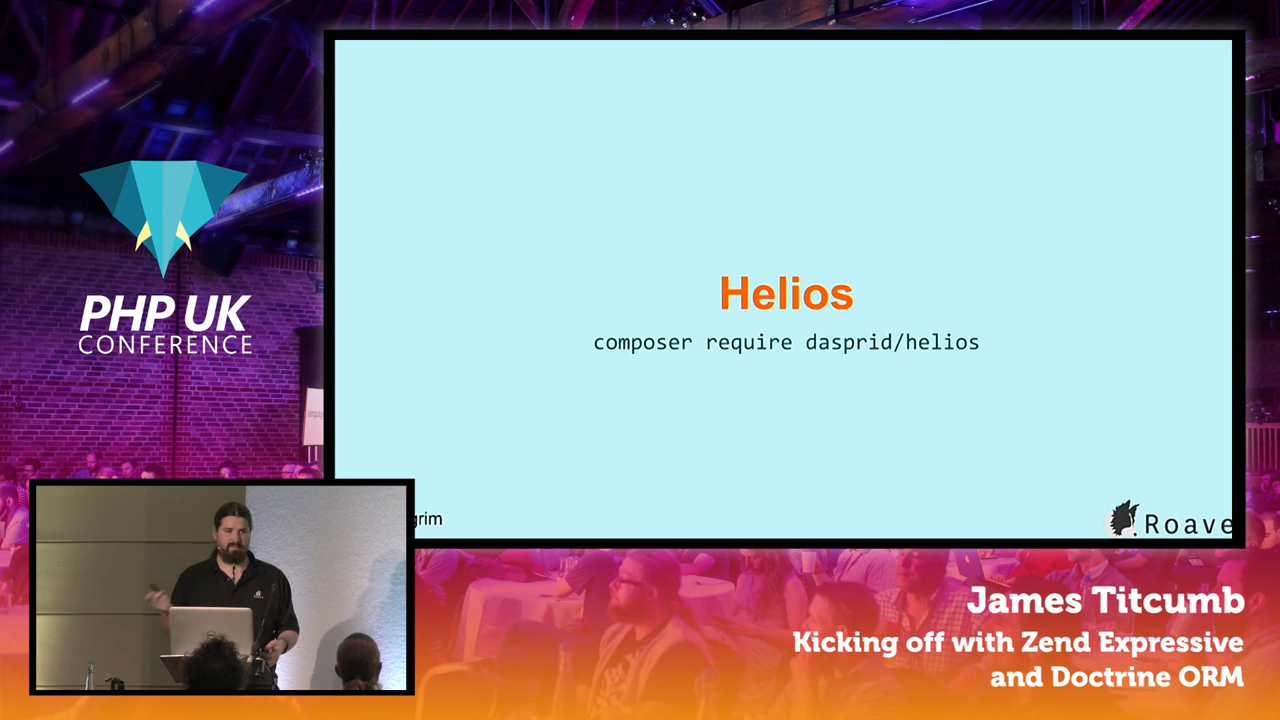 PHP UK
CONFERENCE
Helios
composer require dasprid/helios
grim
Roave
James Titcumb
Kicking off with Zend Expressive
and Doctrine ORM